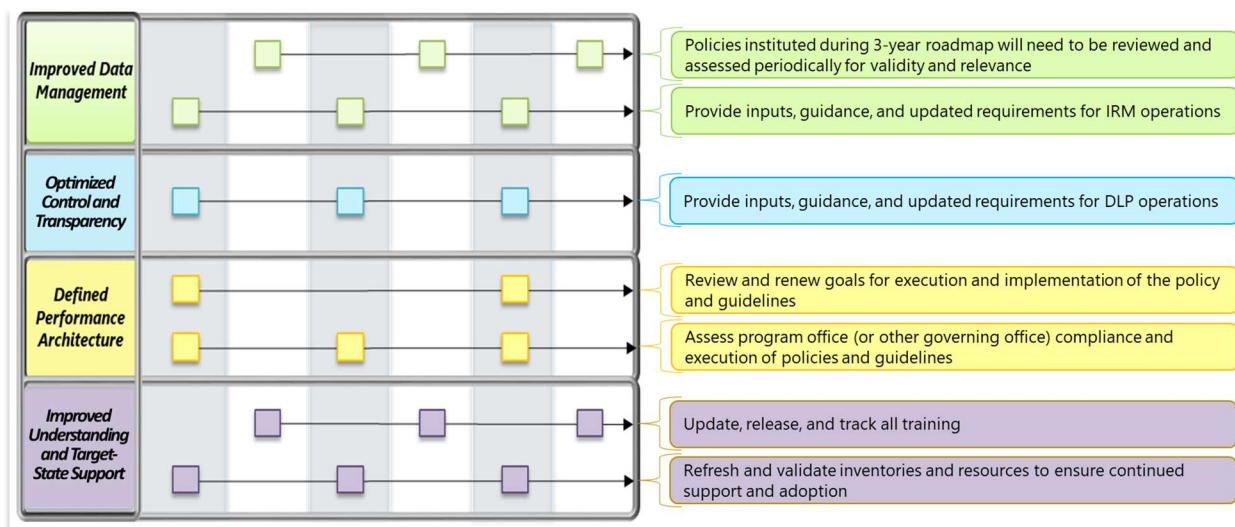 Improved Data
Management
Policies instituted during 3-year roadmap will need to be reviewed and
assessed periodically for validity and relevance
Provide inputs, guidance, and updated requirements for IRM operations
Optimized
Control and
Transparency
Provide inputs, guidance, and updated requirements for DLP operations
Defined
Performance
Architecture
Review and renew goals for execution and implementation of the policy
and guidelines
Assess program office (or other governing office) compliance and
execution of policies and guidelines
Improved
Understanding
and Target-
State Support
Update, release, and track all training
Refresh and validate inventories and resources to ensure continued
support and adoption